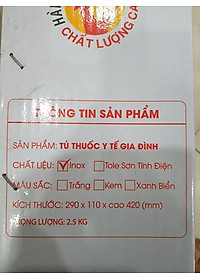 CHẤT LƯỢNG
THÔNG TIN SẢN PHẨM
SẢN PHẨM: TỦ THUỐC Y TẾ GIA ĐÌNH
CHẤT LIỆU: Inox Tole Sơn Tĩnh Điện
MÀU SẮC: Trắng Kem Xanh Biển
KÍCH THƯỚC: 290 x 110 x cao 420 (mm)
TRỌNG LƯỢNG: 2.5 KG